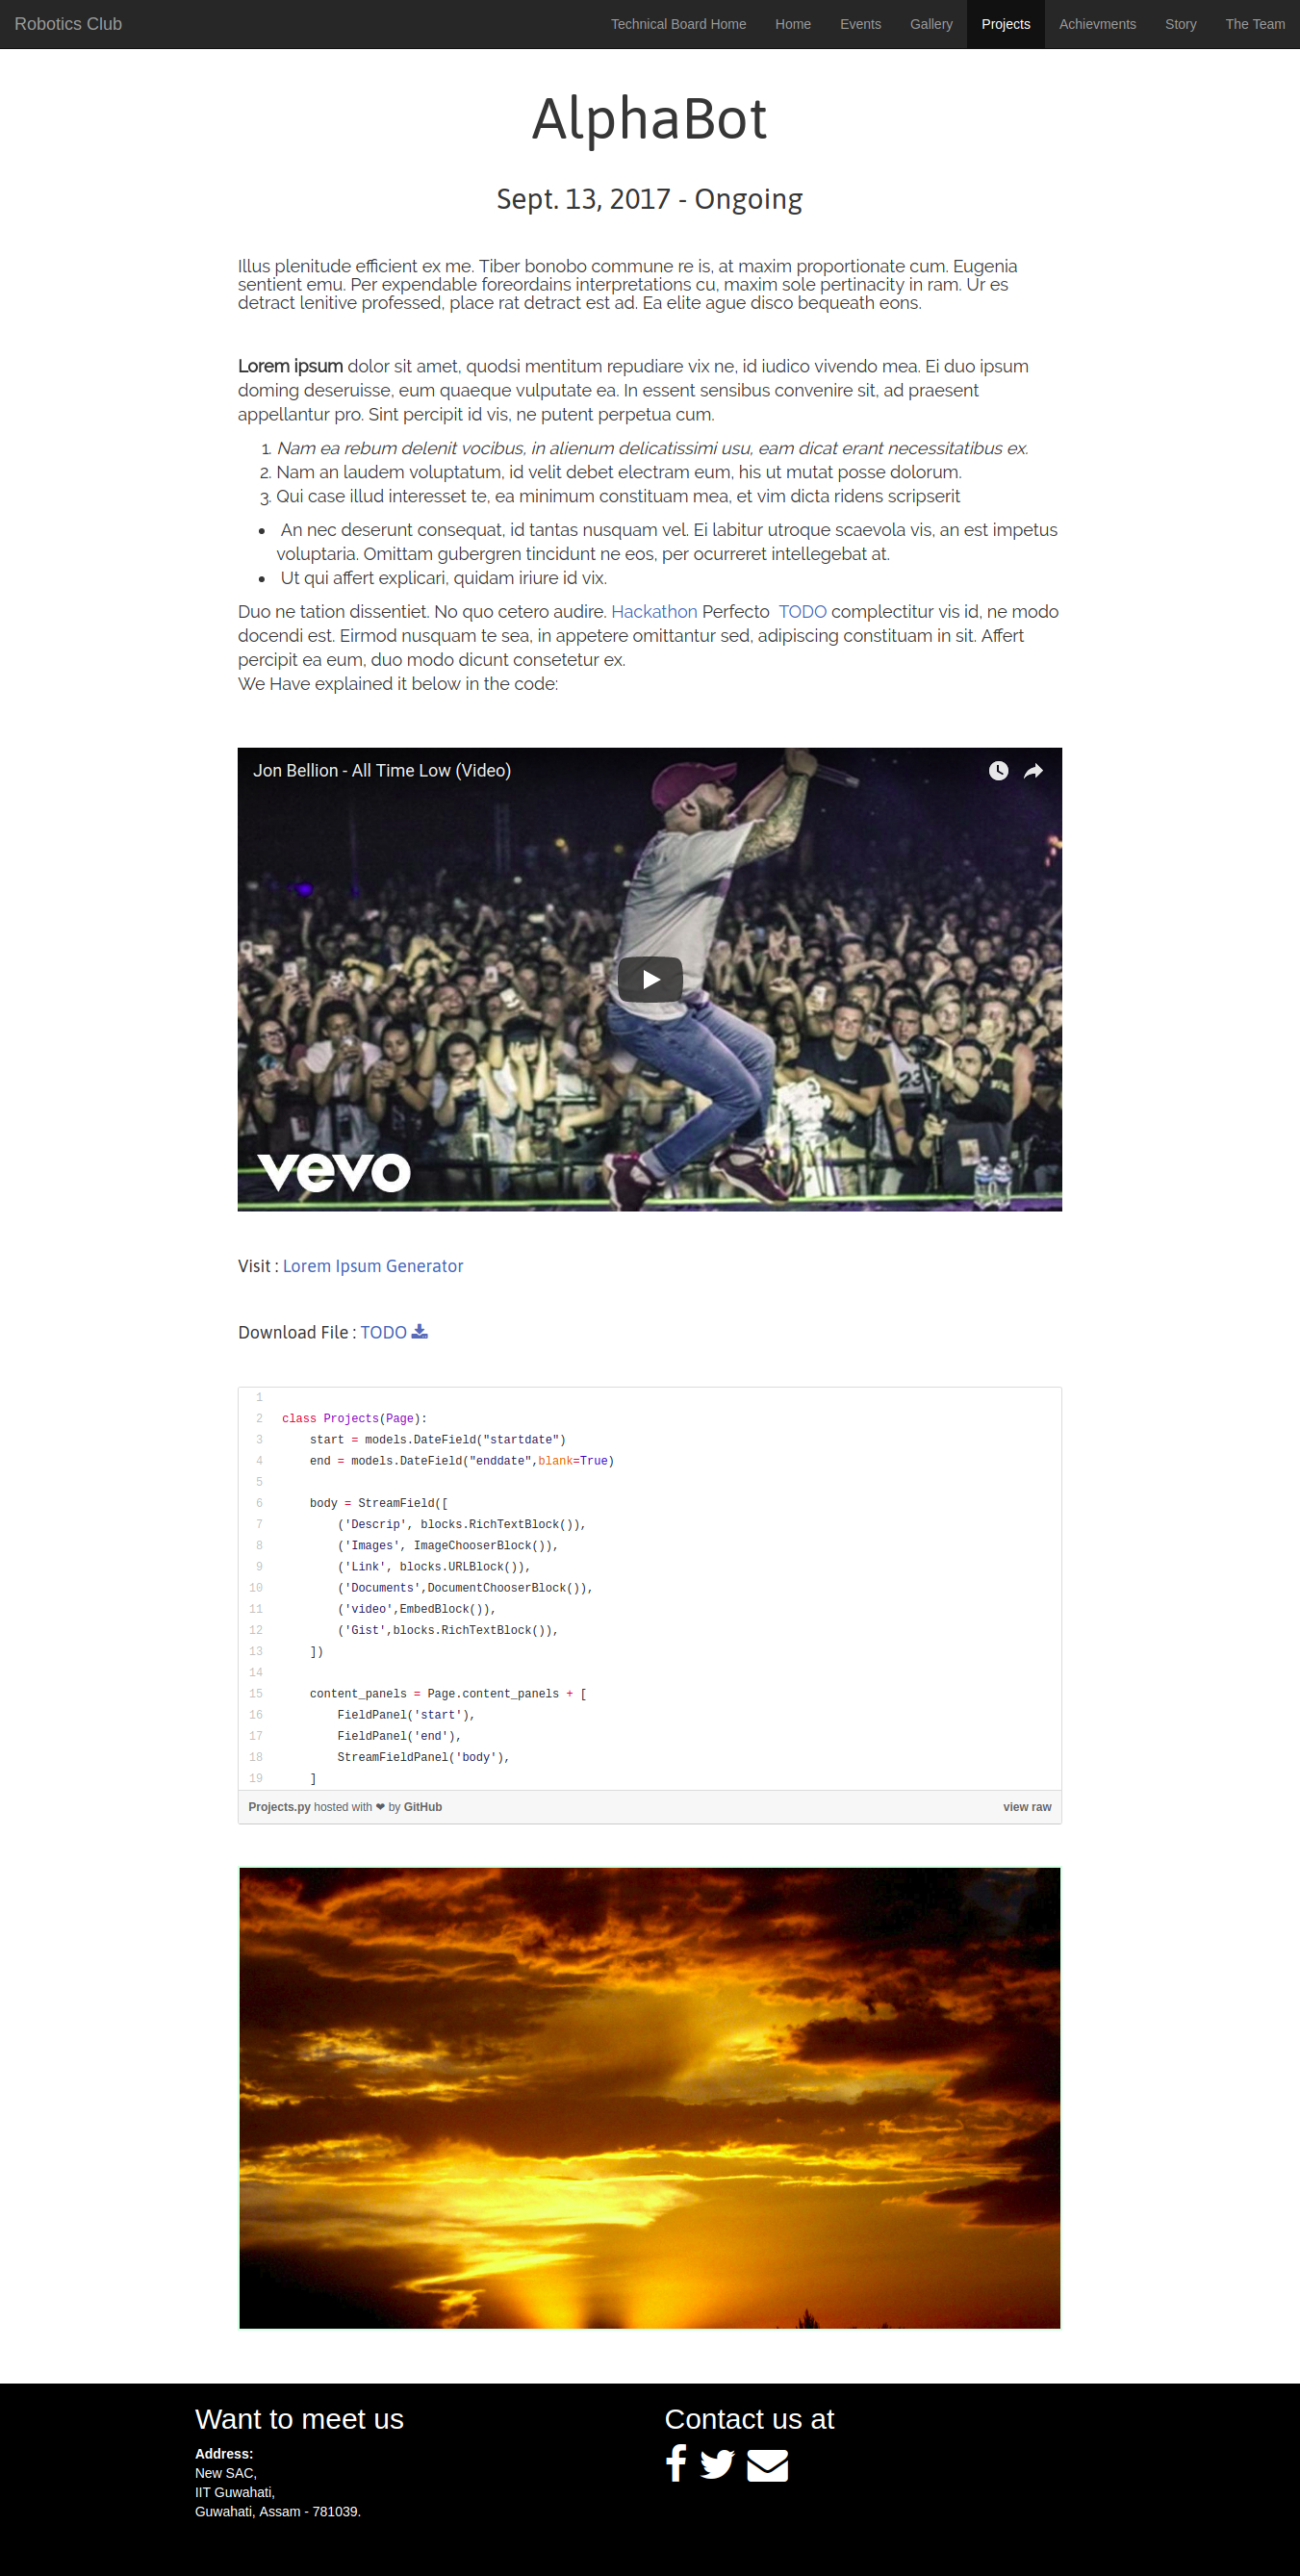 Robotics Club Technical Board Home Home Events Gallery Projects Achievments Story The Team
AlphaBot
Sept. 13, 2017 - Ongoing
Illus plenitude efficient ex me. Tiber bonobo commune re is, at maxim proportionate cum. Eugenia
sentient emu. Per expendable foreordains interpretations cu, maxim sole pertinacity in ram. Ur es
detract lenitive professed, place rat detract est ad. Ea elite ague disco bequeath eons.
Lorem ipsum dolor sit amet, quodsi mentitum repudiare vix ne, id iudico vivendo mea. Ei duo ipsum
doming deseruisse, eum quaeque vulputate ea. In essent sensibus convenire sit, ad praesent
appellantur pro. Sint percipit id vis, ne putent perpetua cum.
1. Nam ea rebum delenit vocibus, in alienum delicatissimi usu, eam dicat erant necessitatibus ex.
2. Nam an laudem voluptatum, id velit debet electram eum, his ut mutat posse dolorum.
3. Qui case illud interesset te, ea minimum constituam mea, et vim dicta ridens scripserit
• An nec deserunt consequat, id tantas nusquam vel. Ei labitur utroque scaevola vis, an est impetus
voluptaria. Omittam gubergren tincidunt ne eos, per ocurreret intellegebat at.
• Ut qui affert explicari, quidam iriure id vix.
Duo ne tation dissentiet. No quo cetero audire. Hackathon Perfecto TODO complectitur vis id, ne modo
docendi est. Eirmod nusquam te sea, in appetere omittantur sed, adipiscing constituam in sit. Affert
percipit ea eum, duo modo dicunt consetetur ex.
We Have explained it below in the code:
Jon Bellion - All Time Low (Video)
23
vevo
Visit : Lorem Ipsum Generator
Download File : TODO
1
2 class Projects(Page):
3 start = models.DateField("startdate")
4 end = models.DateField("enddate",blank=True)
5
6 body = StreamField([
7 ('Descrip', blocks.RichTextBlock()),
8 ('Images', ImageChooserBlock()),
9 ('Link', blocks.URLBlock()),
10 ('Documents',DocumentChooserBlock()),
11 ('video',EmbedBlock()),
12 ('Gist',blocks.RichTextBlock()),
13 ])
14
15 content_panels = Page.content_panels + [
16 FieldPanel('start'),
17 FieldPanel('end'),
18 StreamFieldPanel('body'),
19 ]
Projects.py hosted with ❤ by GitHub view raw
Want to meet us
Address:
New SAC,
IIT Guwahati,
Guwahati, Assam - 781039.
Contact us at